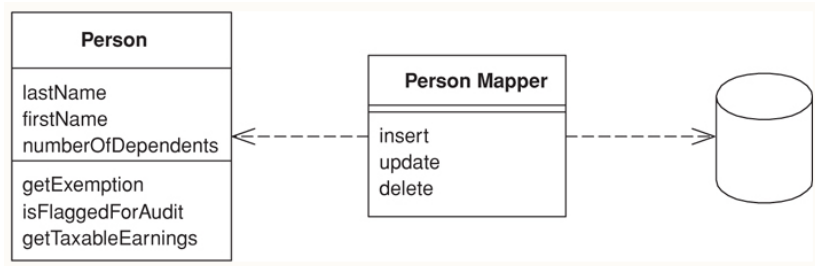 Person
lastName
firstName
numberOfDependents
getExemption
isFlaggedForAudit
getTaxableEarnings
Person Mapper
insert
update
delete